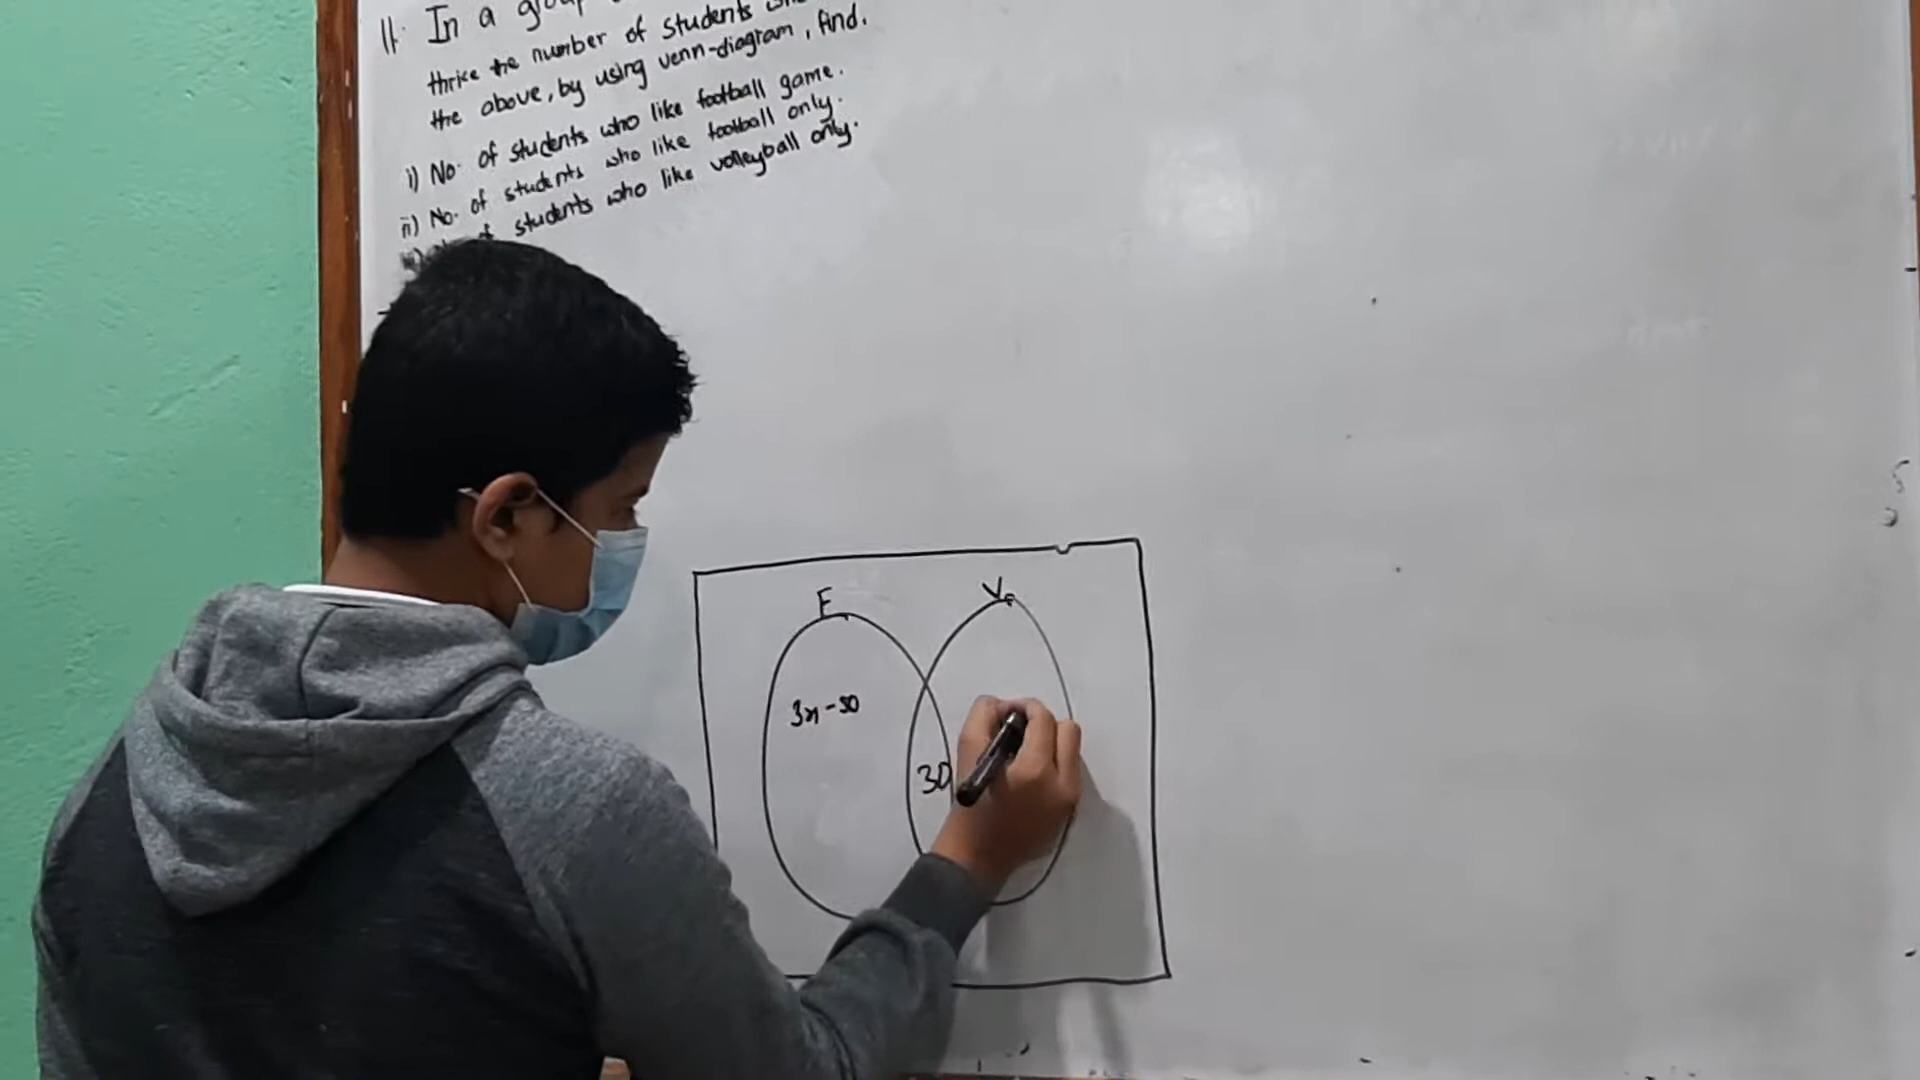 11. In a group
thrice the number of students
the above, by using venn-diagram, find.
i) No. of students who like football game.
ii) No. of students who like football only.
of students who like volleyball only.
F
V
3x-30
30